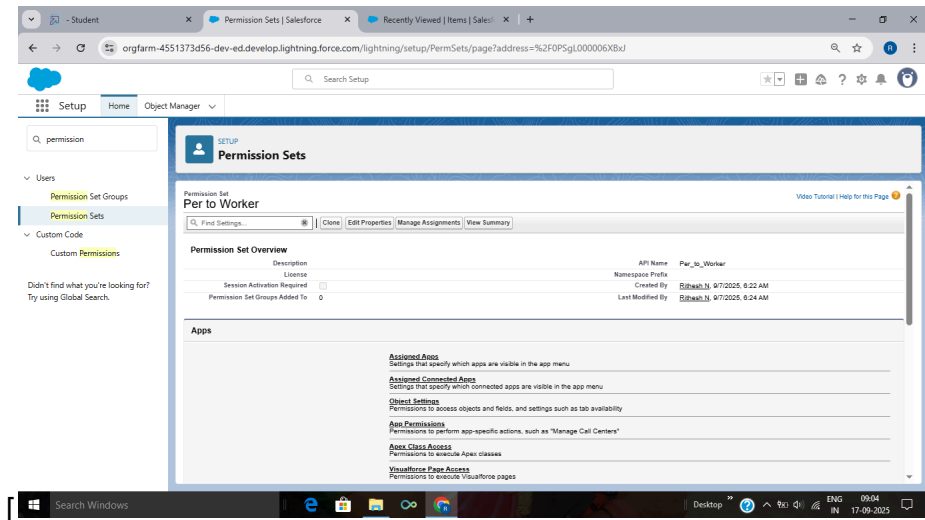 - Student
Permission Sets | Salesforce
Recently Viewed | Items | Salesf
orgfarm-4551373d56-dev-ed.develop.lightning.force.com/lightning/setup/PermSets/page?address=%2F0PSgL000006XBxJ
R
Search Setup
Setup
Home
Object Manager
permission
SETUP
Permission Sets
Users
Permission Set Groups
Permission Sets
Custom Code
Custom Permissions
Didn't find what you're looking for?
Try using Global Search.
Permission Set
Per to Worker
Video Tutorial | Help for this Page
Find Settings...
Clone Edit Properties Manage Assignments View Summary
Permission Set Overview
Description API Name Per_to_Worker
License Namespace Prefix
Session Activation Required Created By Rithesh N, 9/7/2025, 6:22 AM
Permission Set Groups Added To 0 Last Modified By Rithesh N, 9/7/2025, 6:24 AM
Apps
Assigned Apps
Settings that specify which apps are visible in the app menu
Assigned Connected Apps
Settings that specify which connected apps are visible in the app menu
Object Settings
Permissions to access objects and fields, and settings such as tab availability
App Permissions
Permissions to perform app-specific actions, such as "Manage Call Centers"
Apex Class Access
Permissions to execute Apex classes
Visualforce Page Access
Permissions to execute Visualforce pages
[
Search Windows
Desktop
ENG
IN
09:04
17-09-2025